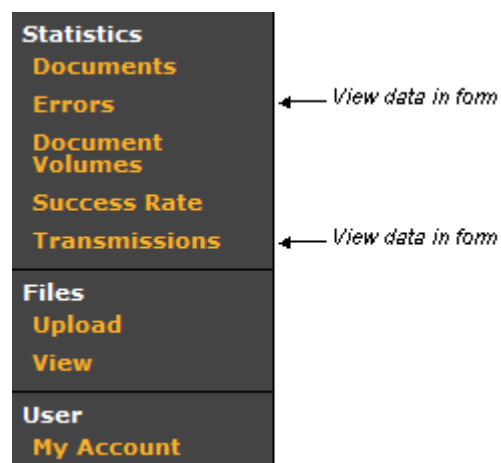 Statistics
Documents
Errors
View data in form
Document
Volumes
Success Rate
Transmissions
View data in form
Files
Upload
View
User
My Account